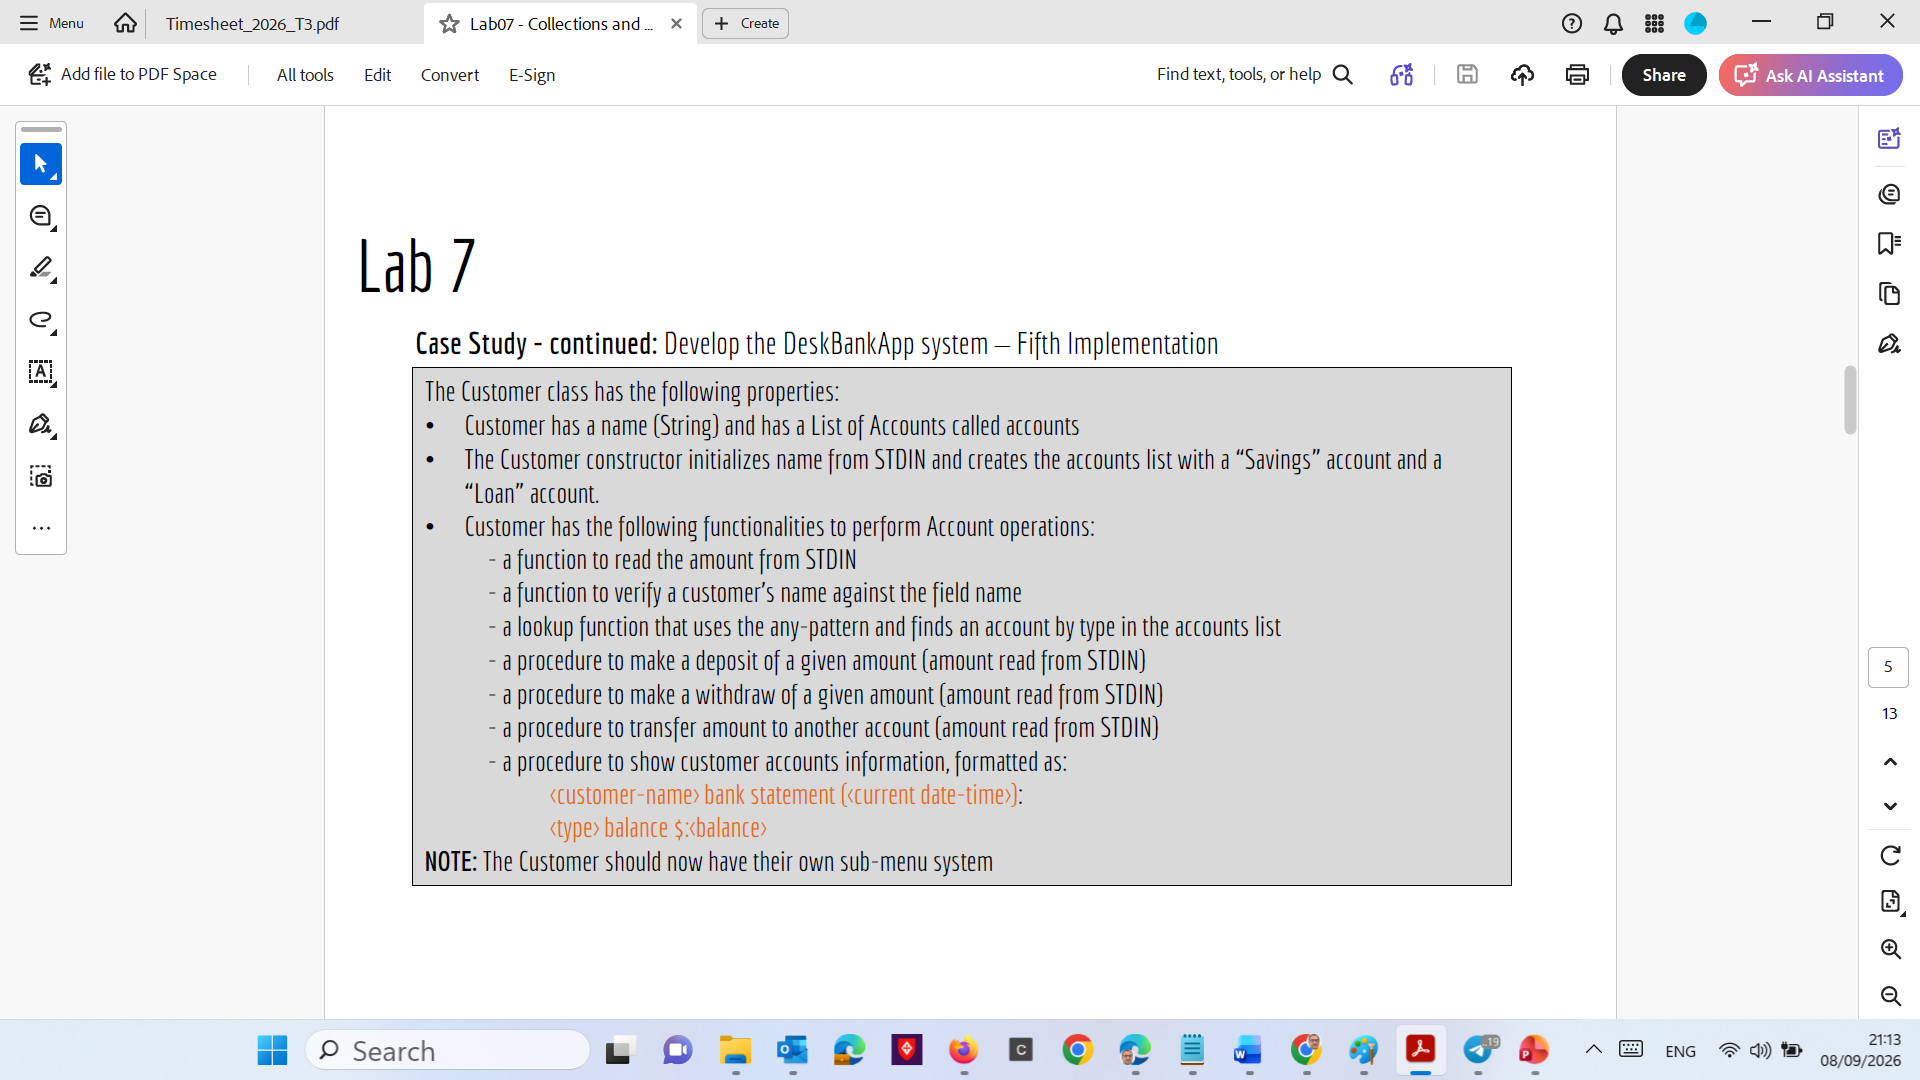 Menu
Timesheet_2026_T3.pdf
Lab07 - Collections and ...
Create
Add file to PDF Space
All tools
Edit
Convert
E-Sign
Find text, tools, or help
Share
Ask AI Assistant
Lab 7
Case Study - continued: Develop the DeskBankApp system – Fifth Implementation
The Customer class has the following properties:
• Customer has a name (String) and has a List of Accounts called accounts
• The Customer constructor initializes name from STDIN and creates the accounts list with a “Savings” account and a
“Loan” account.
• Customer has the following functionalities to perform Account operations:
- a function to read the amount from STDIN
- a function to verify a customer’s name against the field name
- a lookup function that uses the any-pattern and finds an account by type in the accounts list
- a procedure to make a deposit of a given amount (amount read from STDIN)
- a procedure to make a withdraw of a given amount (amount read from STDIN)
- a procedure to transfer amount to another account (amount read from STDIN)
- a procedure to show customer accounts information, formatted as:
<customer-name> bank statement (<current date-time>):
<type> balance $:<balance>
NOTE: The Customer should now have their own sub-menu system
5
13
Search
C
W
..19
P
ENG
21:13
08/09/2026